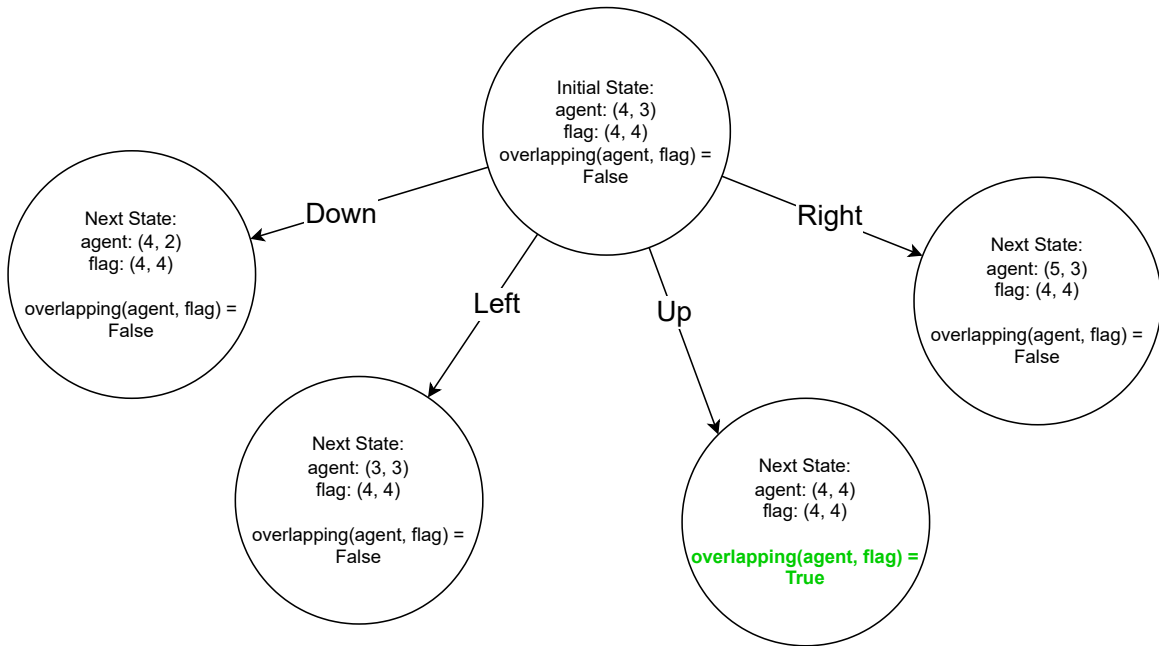 Initial State:
agent: (4, 3)
flag: (4, 4)
overlapping(agent, flag) =
False
Down
Left
Up
Right
Next State:
agent: (4, 2)
flag: (4, 4)
overlapping(agent, flag) =
False
Next State:
agent: (3, 3)
flag: (4, 4)
overlapping(agent, flag) =
False
Next State:
agent: (4, 4)
flag: (4, 4)
overlapping(agent, flag) =
True
Next State:
agent: (5, 3)
flag: (4, 4)
overlapping(agent, flag) =
False